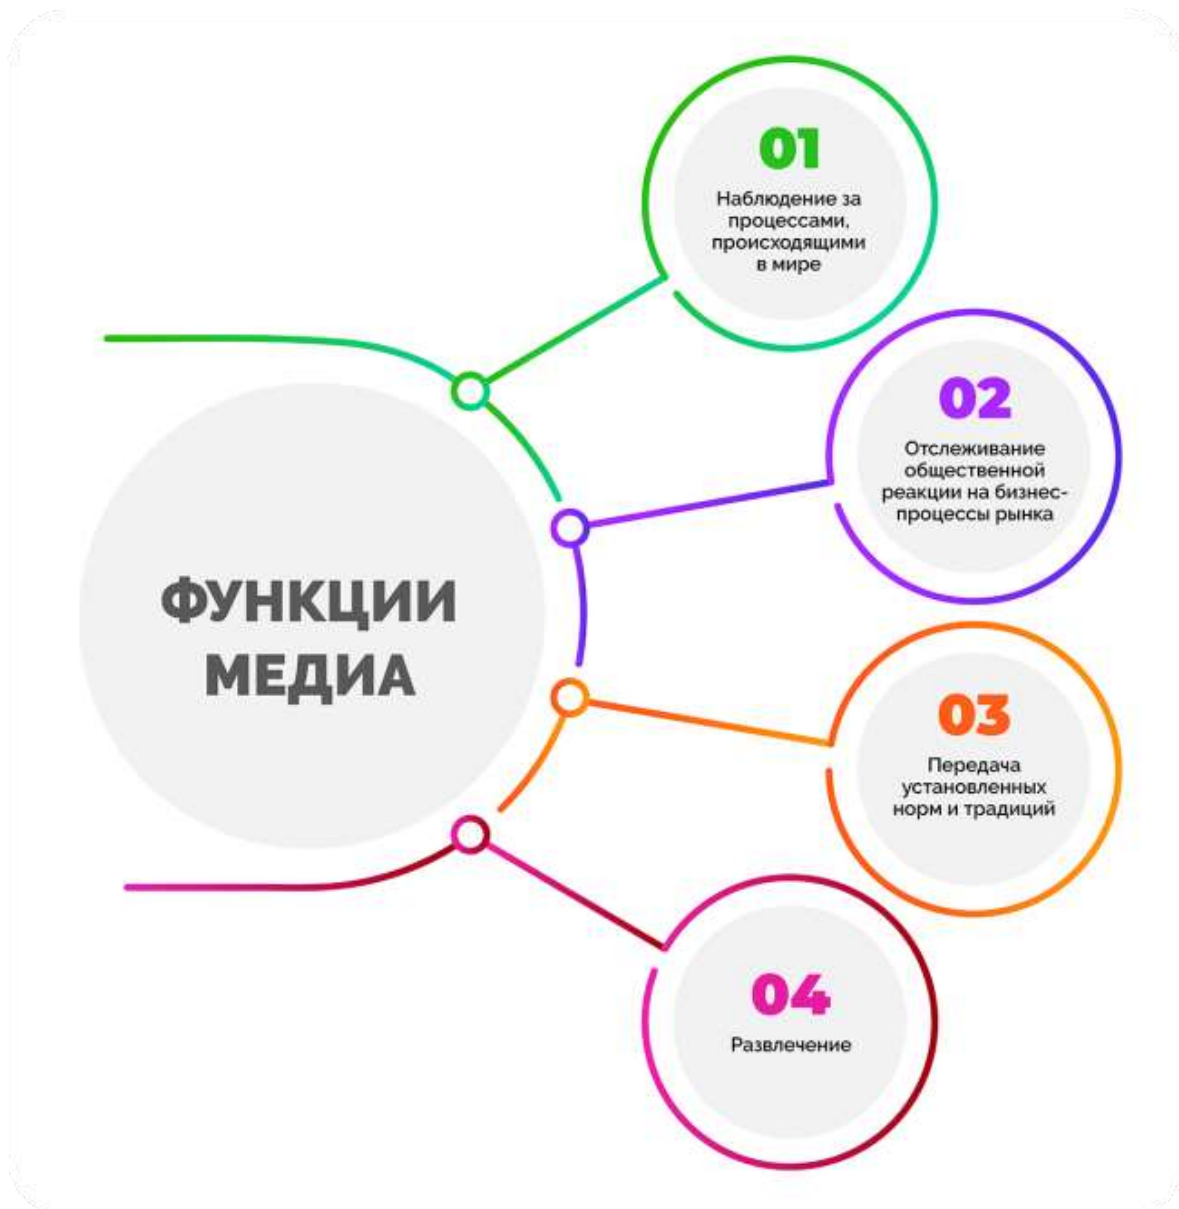 ФУНКЦИИ
МЕДИА
01
Наблюдение за
процессами,
происходящими
в мире
02
Отслеживание
общественной
реакции на бизнес-
процессы рынка
03
Передача
установленных
норм и традиций
04
Развлечение